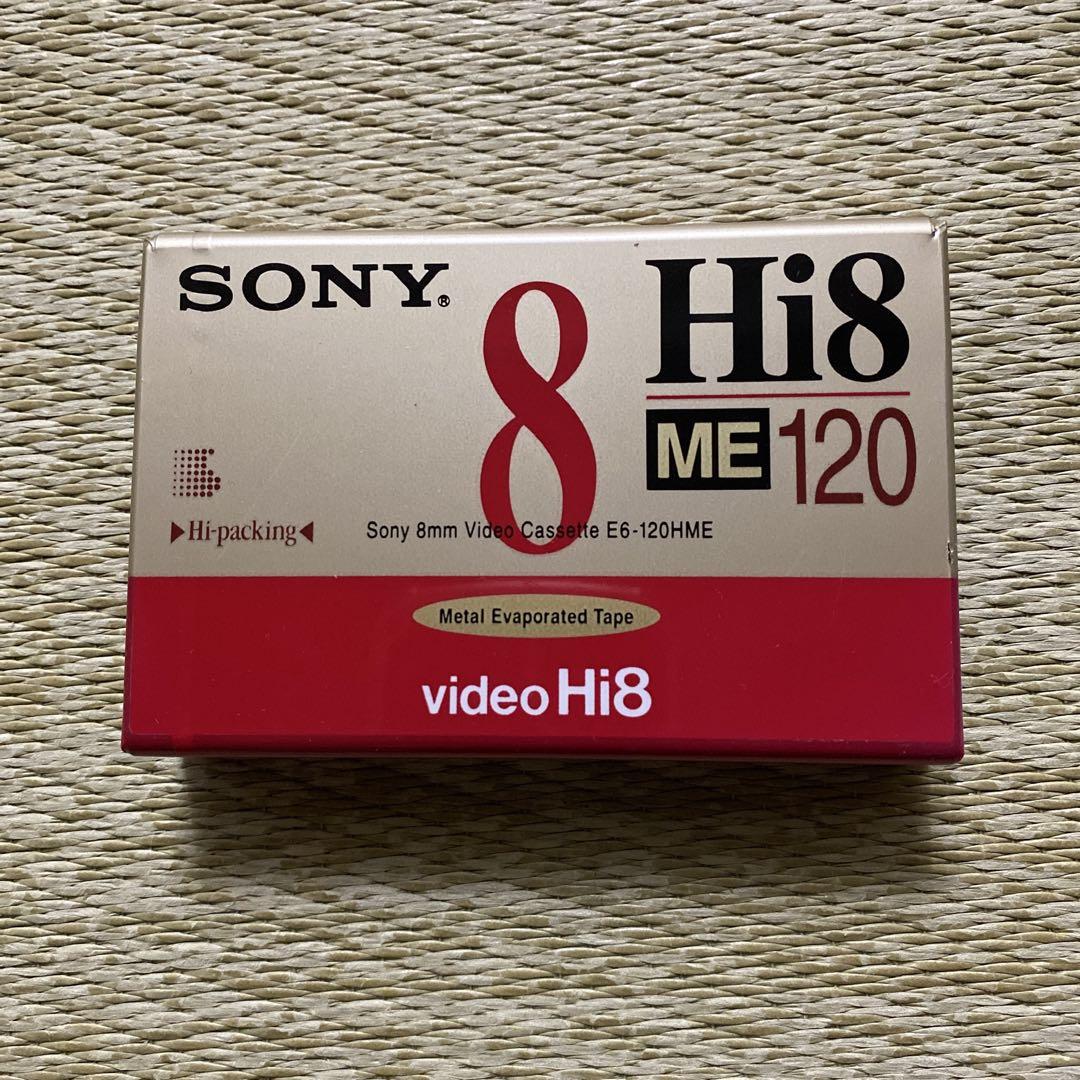 SONY®
8
Hi8
ME 120
▶Hi-packing◀
Sony 8mm Video Cassette E6-120HME
Metal Evaporated Tape
video Hi8